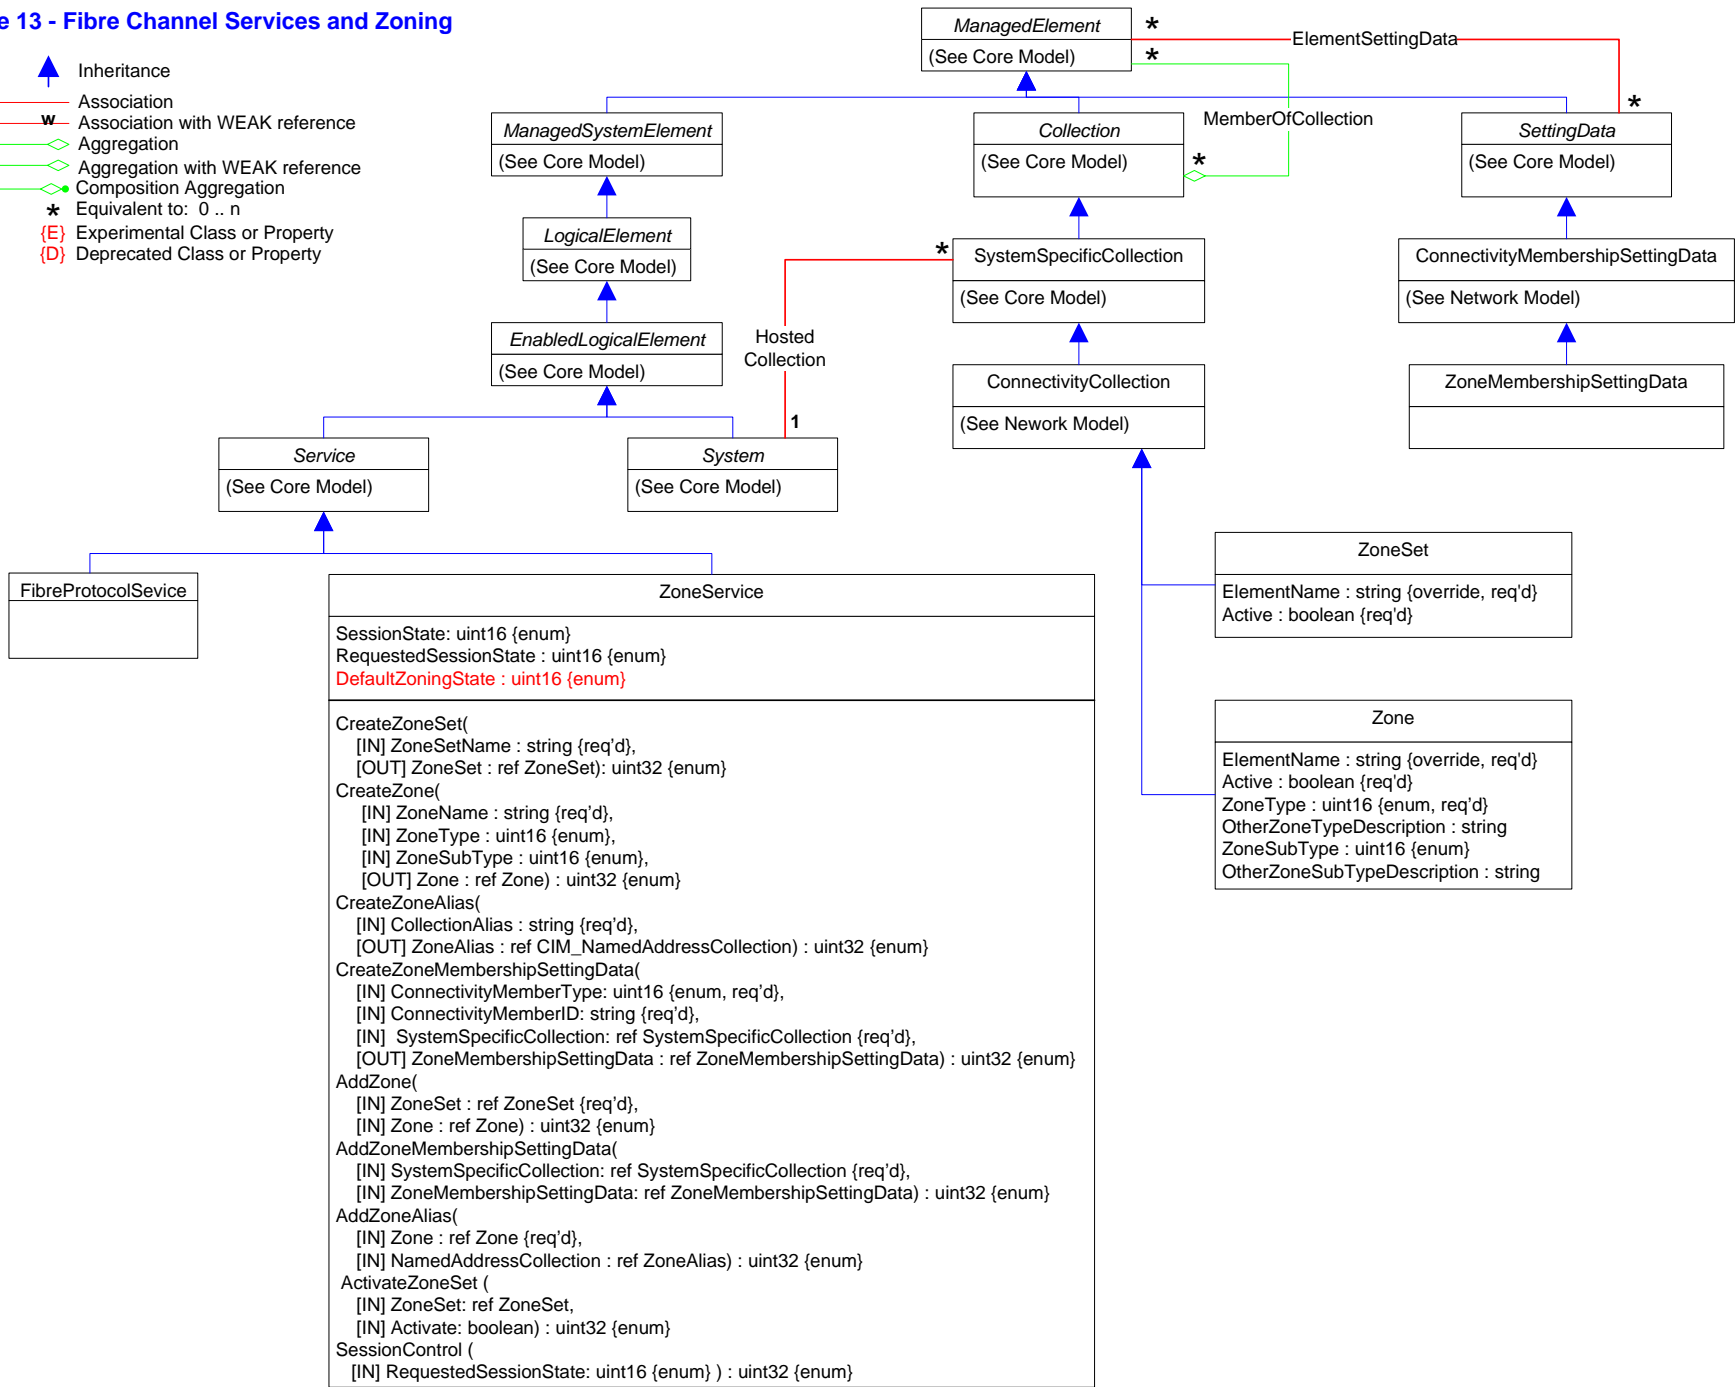 e 13 - Fibre Channel Services and Zoning
Inheritance
Association
w Association with WEAK reference
Aggregation
Aggregation with WEAK reference
Composition Aggregation
* Equivalent to: 0 .. n
{E} Experimental Class or Property
{D} Deprecated Class or Property
ManagedElement
(See Core Model)
*
*
ElementSettingData
*
MemberOfCollection
*
ManagedSystemElement
(See Core Model)
Collection
(See Core Model)
SettingData
(See Core Model)
LogicalElement
(See Core Model)
SystemSpecificCollection
(See Core Model)
*
Hosted
Collection
1
ConnectivityMembershipSettingData
(See Network Model)
EnabledLogicalElement
(See Core Model)
ConnectivityCollection
(See Nework Model)
ZoneMembershipSettingData
Service
(See Core Model)
System
(See Core Model)
FibreProtocolSevice
ZoneService
SessionState: uint16 {enum}
RequestedSessionState : uint16 {enum}
DefaultZoningState : uint16 {enum}
CreateZoneSet(
[IN] ZoneSetName : string {req'd},
[OUT] ZoneSet : ref ZoneSet): uint32 {enum}
CreateZone(
[IN] ZoneName : string {req'd},
[IN] ZoneType : uint16 {enum},
[IN] ZoneSubType : uint16 {enum},
[OUT] Zone : ref Zone) : uint32 {enum}
CreateZoneAlias(
[IN] CollectionAlias : string {req'd},
[OUT] ZoneAlias : ref CIM_NamedAddressCollection) : uint32 {enum}
CreateZoneMembershipSettingData(
[IN] ConnectivityMemberType: uint16 {enum, req'd},
[IN] ConnectivityMemberID: string {req'd},
[IN] SystemSpecificCollection: ref SystemSpecificCollection {req'd},
[OUT] ZoneMembershipSettingData : ref ZoneMembershipSettingData) : uint32 {enum}
AddZone(
[IN] ZoneSet : ref ZoneSet {req'd},
[IN] Zone : ref Zone) : uint32 {enum}
AddZoneMembershipSettingData(
[IN] SystemSpecificCollection: ref SystemSpecificCollection {req'd},
[IN] ZoneMembershipSettingData: ref ZoneMembershipSettingData) : uint32 {enum}
AddZoneAlias(
[IN] Zone : ref Zone {req'd},
[IN] NamedAddressCollection : ref ZoneAlias) : uint32 {enum}
ActivateZoneSet (
[IN] ZoneSet: ref ZoneSet,
[IN] Activate: boolean) : uint32 {enum}
SessionControl (
[IN] RequestedSessionState: uint16 {enum} ) : uint32 {enum}
ZoneSet
ElementName : string {override, req'd}
Active : boolean {req'd}
Zone
ElementName : string {override, req'd}
Active : boolean {req'd}
ZoneType : uint16 {enum, req'd}
OtherZoneTypeDescription : string
ZoneSubType : uint16 {enum}
OtherZoneSubTypeDescription : string